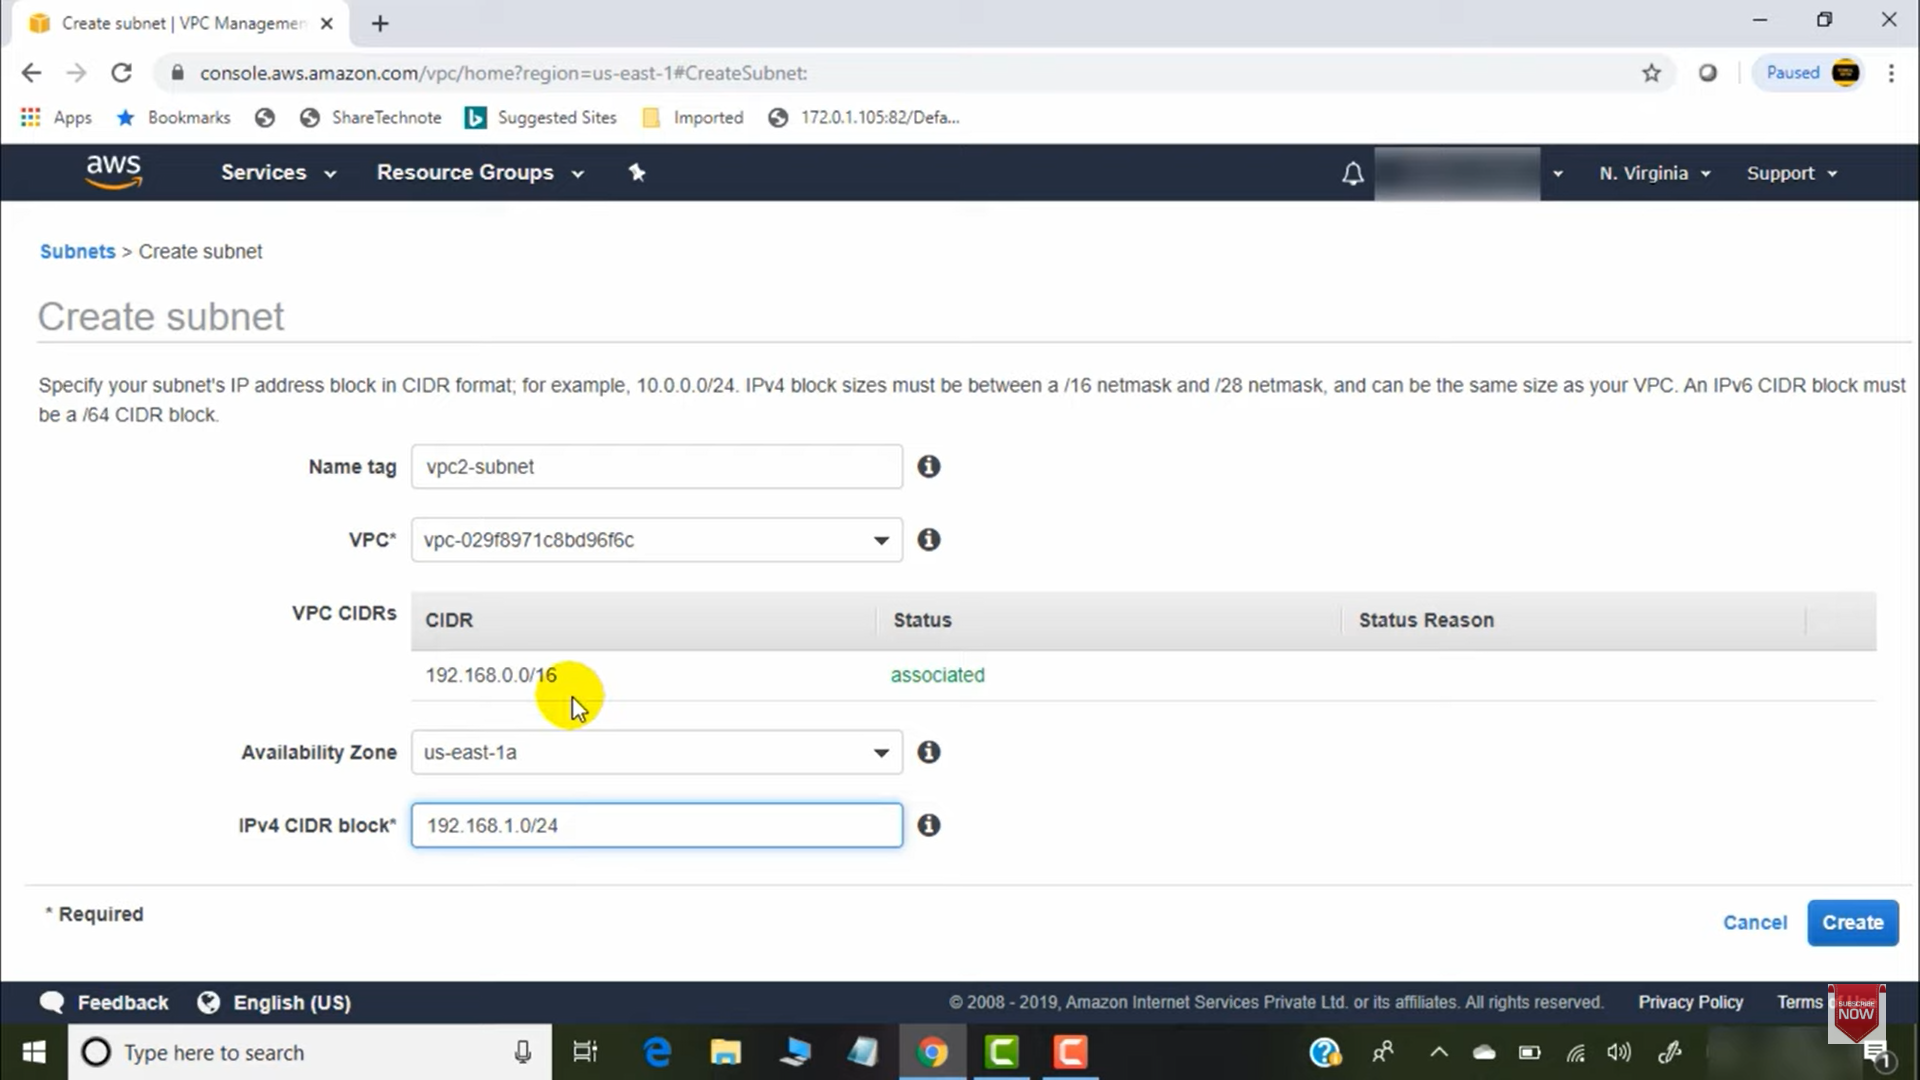 Create subnet | VPC Managemen
console.aws.amazon.com/vpc/home?region=us-east-1#CreateSubnet:
Paused
Apps
Bookmarks
ShareTechnote
Suggested Sites
Imported
172.0.1.105:82/Defa...
aws
Services
Resource Groups
N. Virginia
Support
Subnets > Create subnet
Create subnet
Specify your subnet's IP address block in CIDR format; for example, 10.0.0.0/24. IPv4 block sizes must be between a /16 netmask and /28 netmask, and can be the same size as your VPC. An IPv6 CIDR block must
be a /64 CIDR block.
Name tag
vpc2-subnet
VPC*
vpc-029f8971c8bd96f6c
VPC CIDRs
CIDR
Status
Status Reason
192.168.0.0/16
associated
Availability Zone
us-east-1a
IPv4 CIDR block*
192.168.1.0/24
* Required
Cancel
Create
Feedback
English (US)
© 2008 - 2019, Amazon Internet Services Private Ltd. or its affiliates. All rights reserved.
Privacy Policy
Terms
SUBSCRIBE
NOW
Type here to search
1